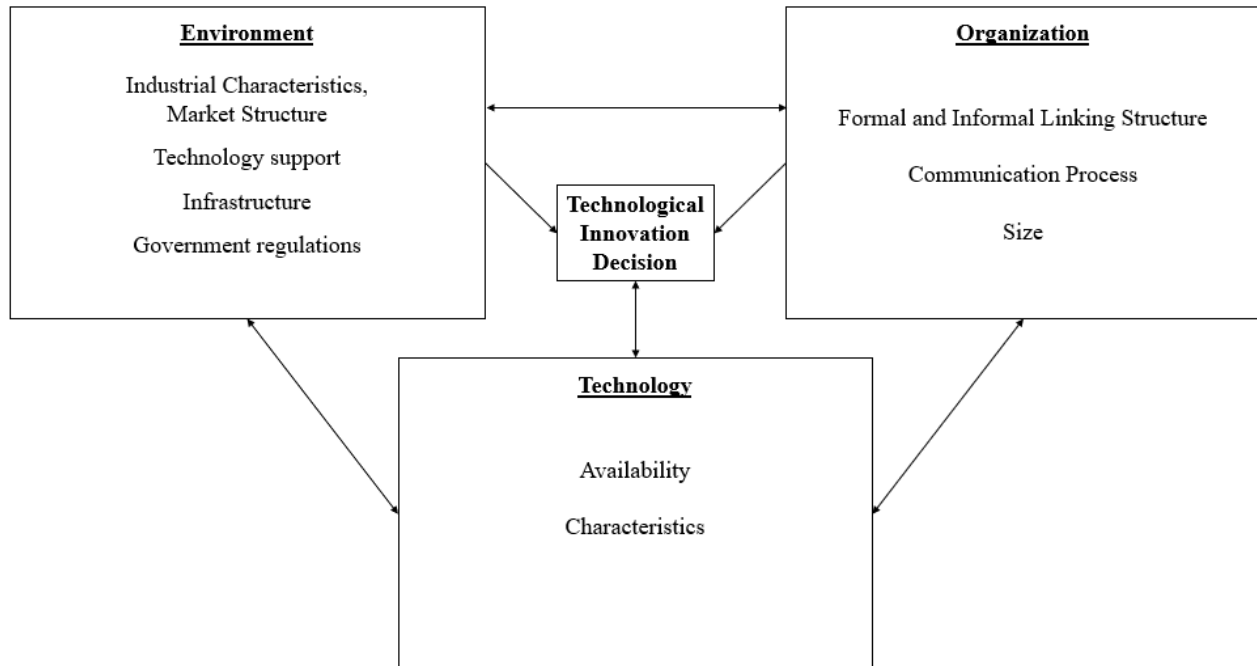 Environment
Industrial Characteristics,
Market Structure
Technology support
Infrastructure
Government regulations
Organization
Formal and Informal Linking Structure
Communication Process
Size
Technological
Innovation
Decision
Technology
Availability
Characteristics